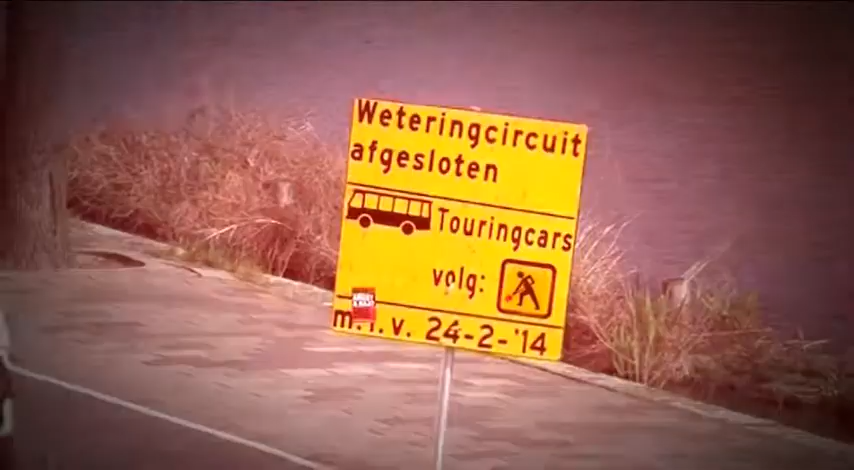 Weteringcircuit
afgesloten
Touringcars
volg:
m.i.v. 24-2-'14